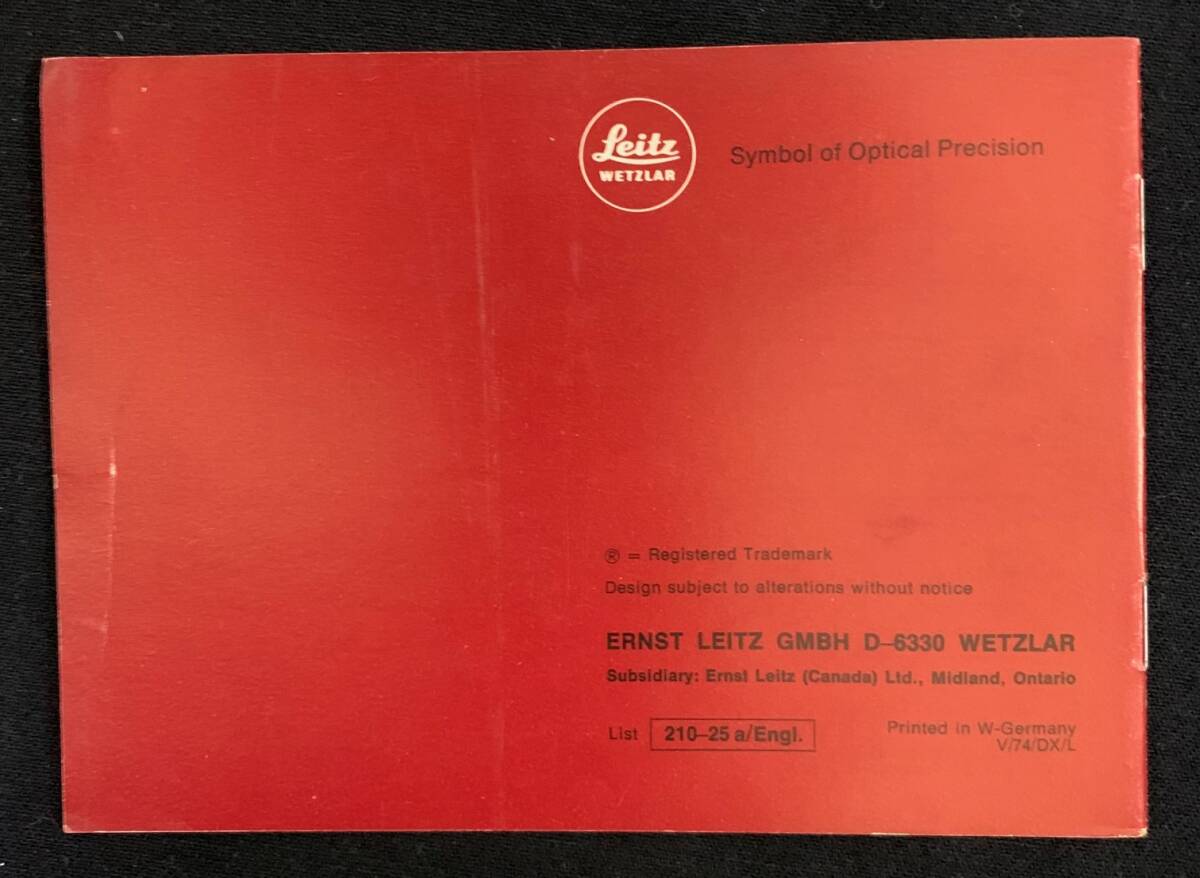 Leitz
WETZLAR
Symbol of Optical Precision
® = Registered Trademark
Design subject to alterations without notice
ERNST LEITZ GMBH D–6330 WETZLAR
Subsidiary: Ernst Leitz (Canada) Ltd., Midland, Ontario
List 210–25 a/Engl.
Printed in W-Germany
V/74/DX/L